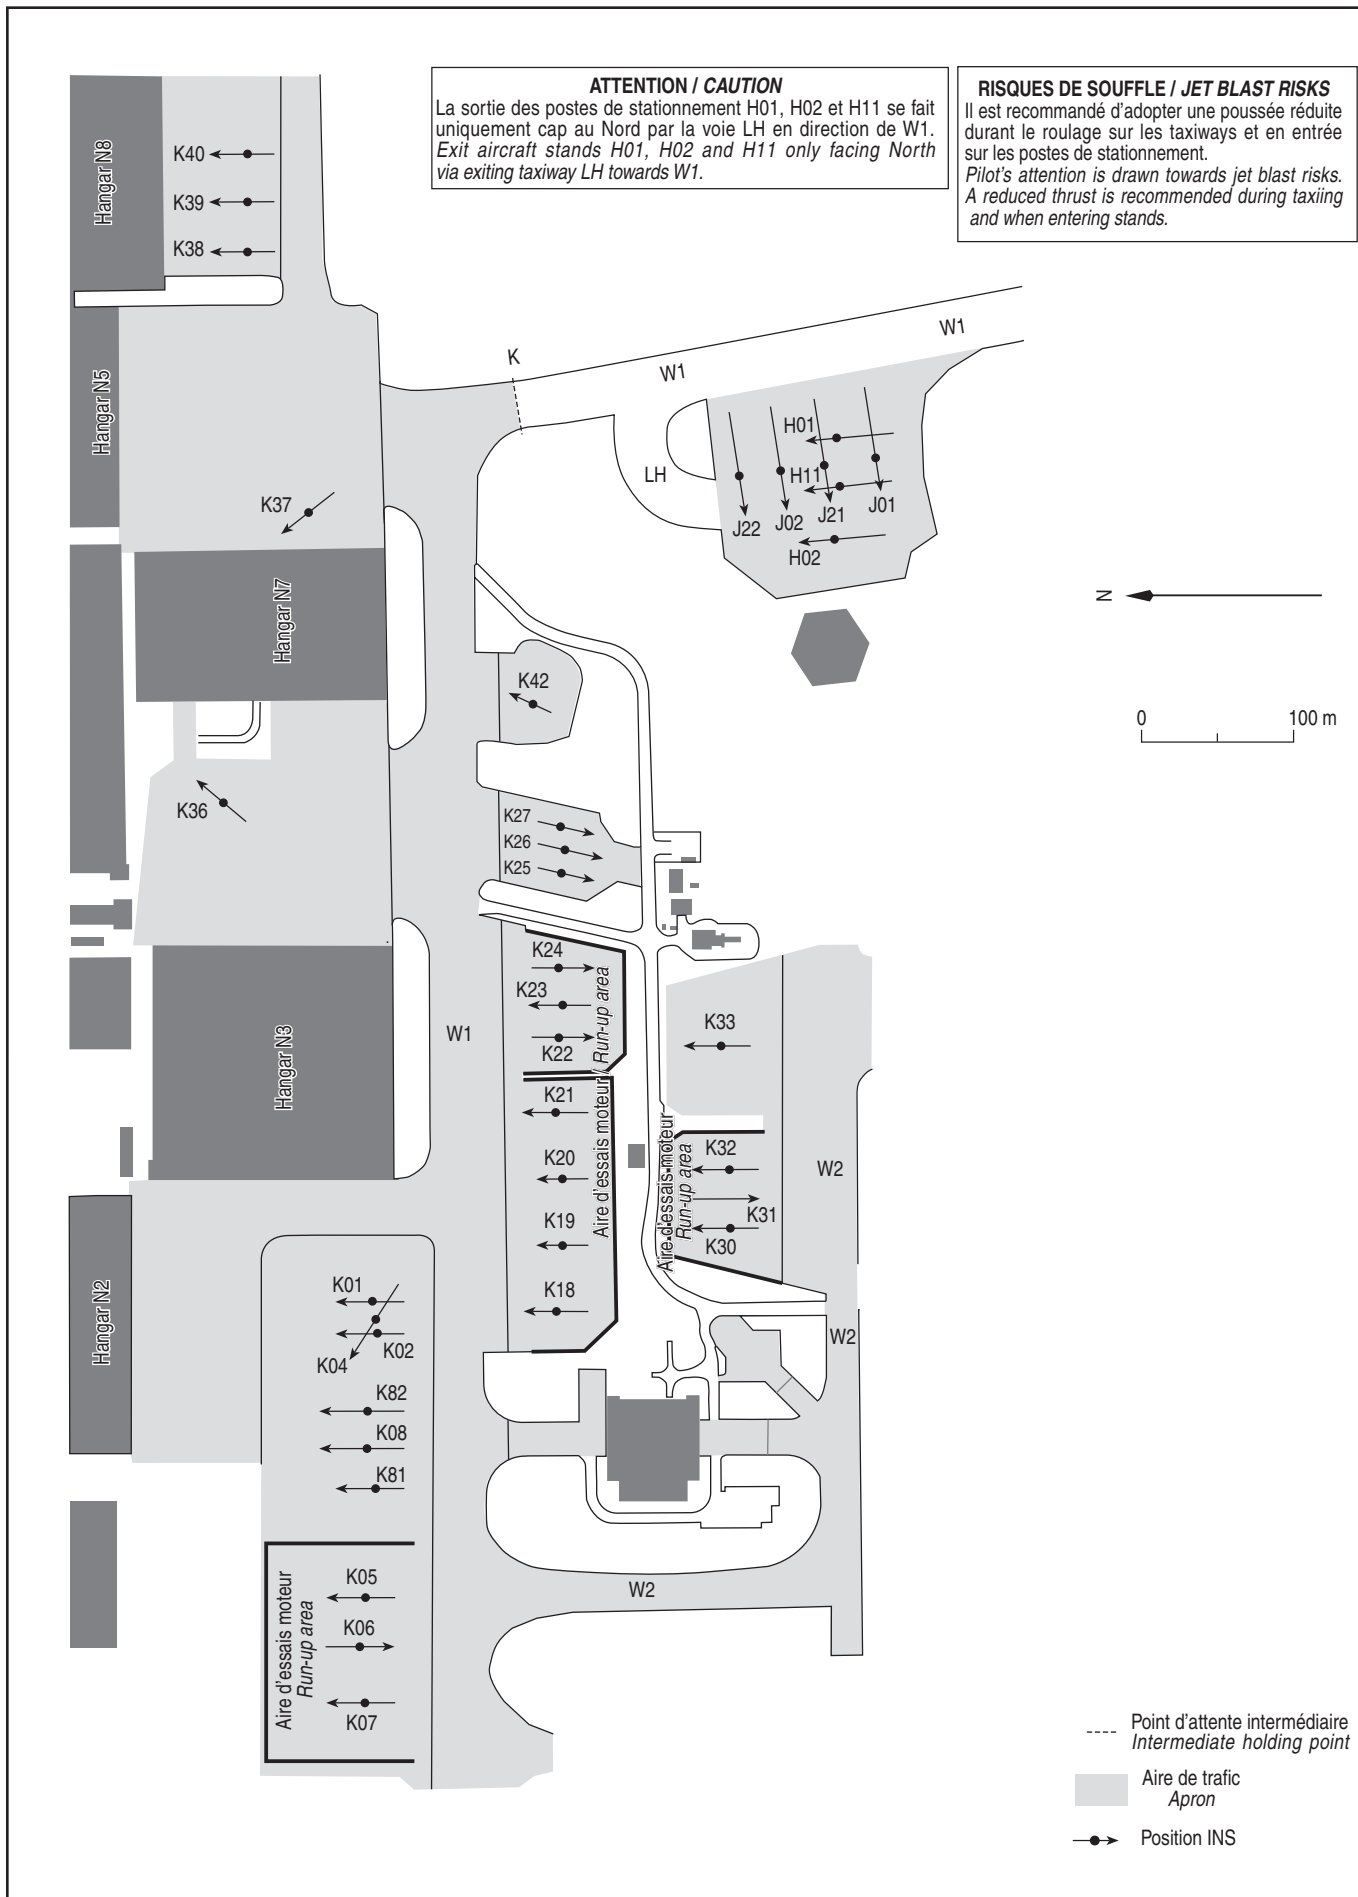 ATTENTION / CAUTION
La sortie des postes de stationnement H01, H02 et H11 se fait
uniquement cap au Nord par la voie LH en direction de W1.
Exit aircraft stands H01, H02 and H11 only facing North
via exiting taxiway LH towards W1.
RISQUES DE SOUFFLE / JET BLAST RISKS
Il est recommandé d'adopter une poussée réduite
durant le roulage sur les taxiways et en entrée
sur les postes de stationnement.
Pilot's attention is drawn towards jet blast risks.
A reduced thrust is recommended during taxiing
and when entering stands.
Hangar N8
K40
K39
K38
Hangar N5
K
W1
W1
K37
LH
H01
H11
J22
J02
J21
J01
H02
N
Hangar N7
K42
0
100 m
K36
K27
K26
K25
K24
K23
K22
Hangar N3
W1
K33
K21
K20
K19
K18
Aire d'essais moteur / Run-up area
Aire d'essais moteur
Run-up area
K32
K31
K30
W2
W2
Hangar N2
K01
K02
K04
K82
K08
K81
Aire d'essais moteur
Run-up area
K05
K06
K07
W2
Point d'attente intermédiaire
Intermediate holding point
Aire de trafic
Apron
Position INS